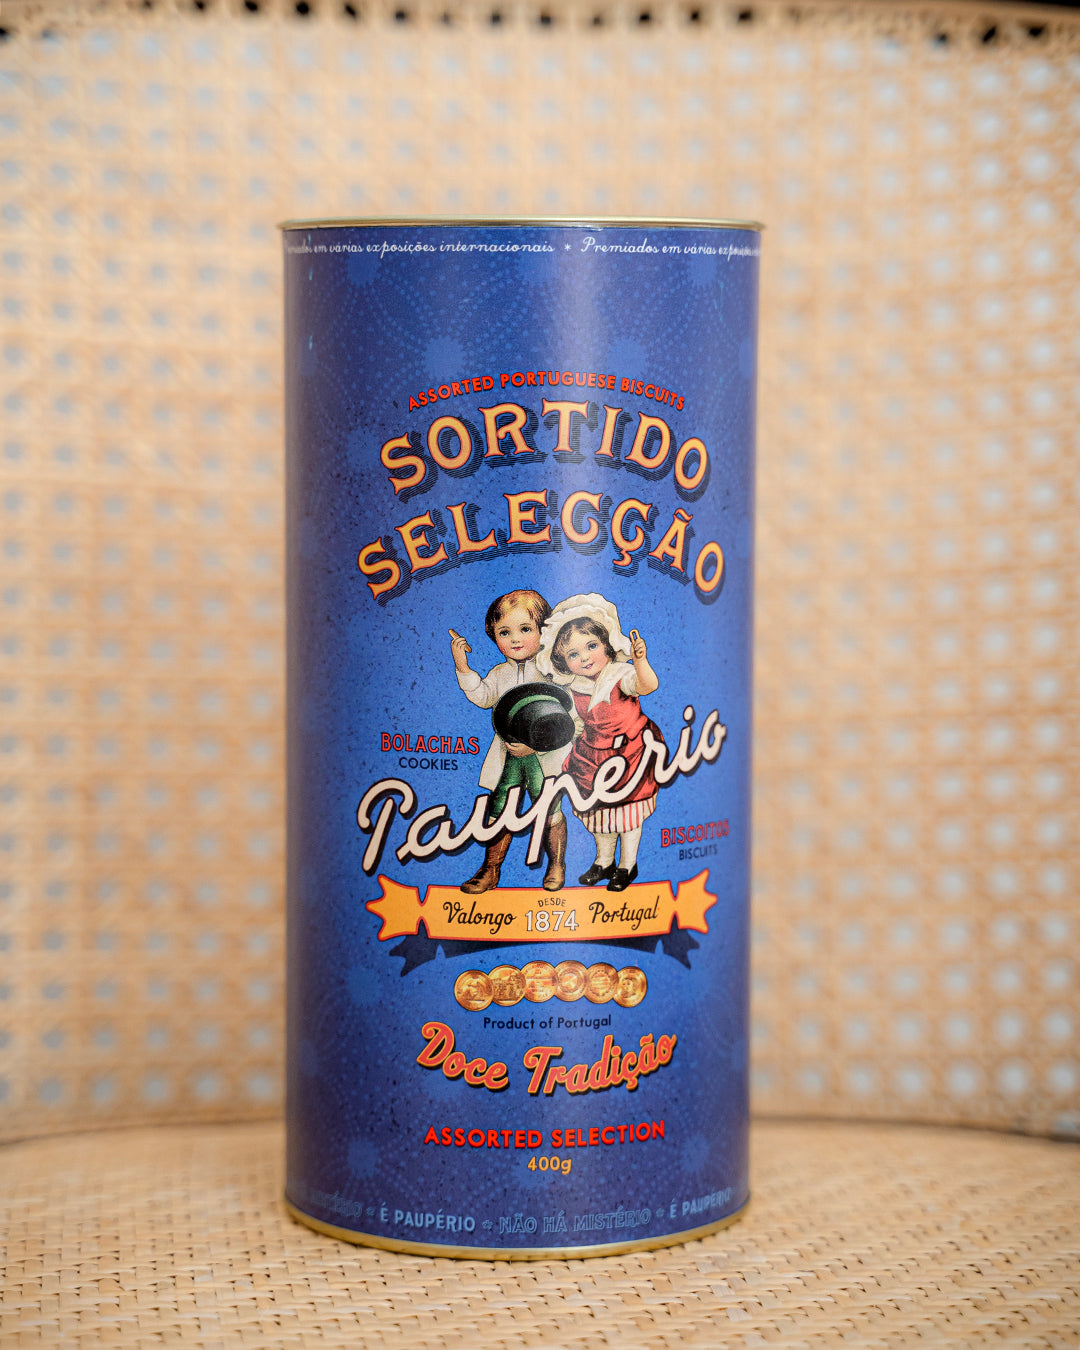 em várias exposições internacionais * Premiados em várias
ASSORTED PORTUGUESE BISCUITS
SORTIDO
SELECÇÃO
BOLACHAS
COOKIES
Paupério
BISCOITOS
BISCUITS
Valongo DESDE 1874 Portugal
Product of Portugal
Doce Tradição
ASSORTED SELECTION
400g
* É PAUPÉRIO * NÃO HÁ MISTÉRIO * É PAUPÉRIO